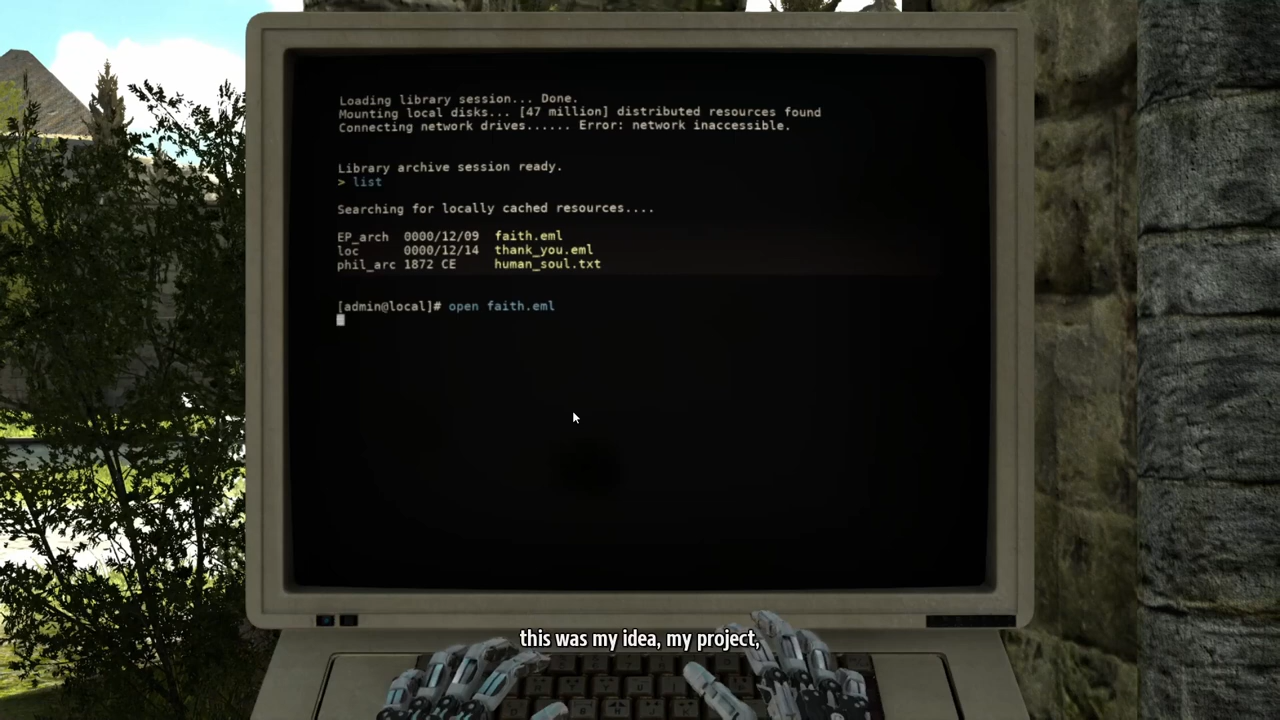 Loading library session... Done.
Mounting local disks... [47 million] distributed resources found
Connecting network drives...... Error: network inaccessible.
Library archive session ready.
> list
Searching for locally cached resources....
EP_arch 0000/12/09 faith.eml
loc 0000/12/14 thank_you.eml
phil_arc 1872 CE human_soul.txt
[admin@local]# open faith.eml
this was my idea, my project,